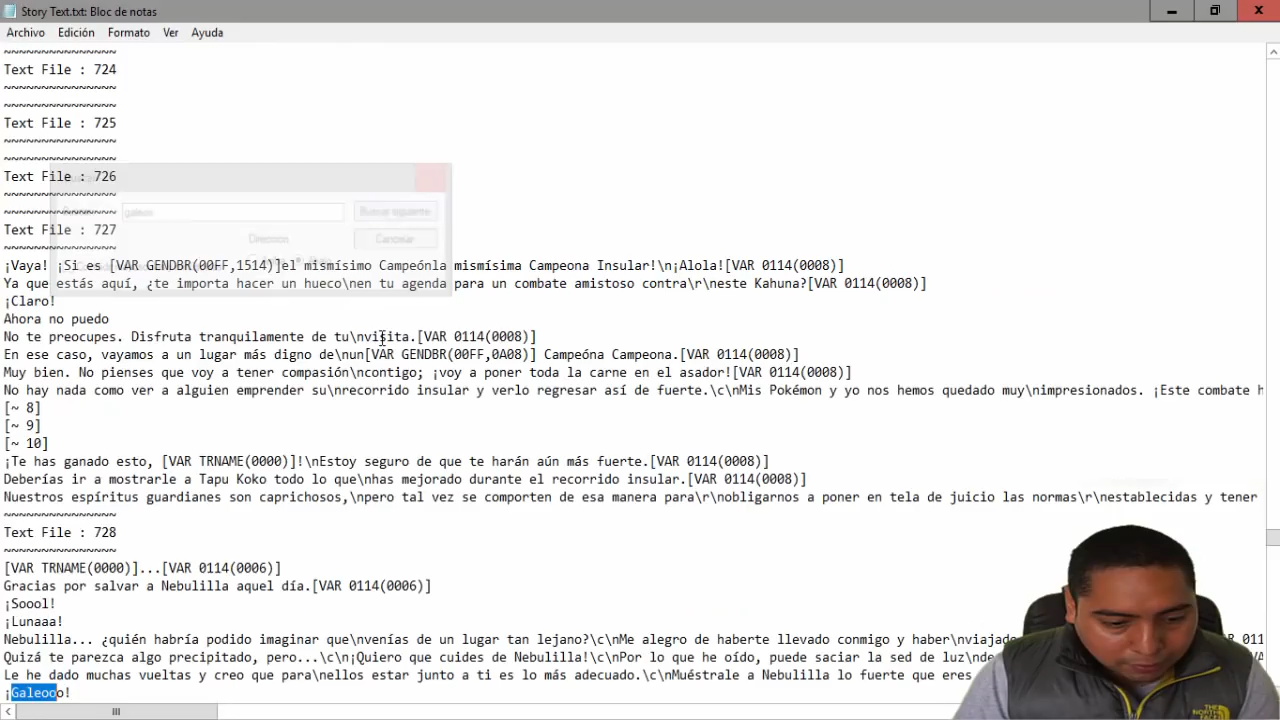 Story Text.txt: Bloc de notas
Archivo Edición Formato Ver Ayuda
~~~~~~~~~~~~~~~
Text File : 724
~~~~~~~~~~~~~~~
~~~~~~~~~~~~~~~
Text File : 725
~~~~~~~~~~~~~~~
~~~~~~~~~~~~~~~
Text File : 726
~~~~~~~~~~~~~~~
galeoo Buscar siguiente
~~~~~~~~~~~~~~~
Text File : 727
Dirección Cancelar
~~~~~~~~~~~~~~~
¡Vaya! ¡Si es [VAR GENDBR(00FF,1514)]el mismísimo Campeónla mismísima Campeona Insular!\n¡Alola![VAR 0114(0008)]
Ya que estás aquí, ¿te importa hacer un hueco\nen tu agenda para un combate amistoso contra\r\neste Kahuna?[VAR 0114(0008)]
¡Claro!
Ahora no puedo
No te preocupes. Disfruta tranquilamente de tu\nvisita.[VAR 0114(0008)]
En ese caso, vayamos a un lugar más digno de\nun[VAR GENDBR(00FF,0A08)] Campeóna Campeona.[VAR 0114(0008)]
Muy bien. No pienses que voy a tener compasión\ncontigo; ¡voy a poner toda la carne en el asador![VAR 0114(0008)]
No hay nada como ver a alguien emprender su\nrecorrido insular y verlo regresar así de fuerte.\c\nMis Pokémon y yo nos hemos quedado muy\nimpresionados. ¡Este combate h
[~ 8]
[~ 9]
[~ 10]
¡Te has ganado esto, [VAR TRNAME(0000)]!\nEstoy seguro de que te harán aún más fuerte.[VAR 0114(0008)]
Deberías ir a mostrarle a Tapu Koko todo lo que\nhas mejorado durante el recorrido insular.[VAR 0114(0008)]
Nuestros espíritus guardianes son caprichosos,\npero tal vez se comporten de esa manera para\r\nobligarnos a poner en tela de juicio las normas\r\nestablecidas y tener
~~~~~~~~~~~~~~~
Text File : 728
~~~~~~~~~~~~~~~
[VAR TRNAME(0000)]...[VAR 0114(0006)]
Gracias por salvar a Nebulilla aquel día.[VAR 0114(0006)]
¡Soool!
¡Lunaaa!
Nebulilla... ¿quién habría podido imaginar que\nvenías de un lugar tan lejano?\c\nMe alegro de haberte llevado conmigo y haber\nviajad 11
Quizá te parezca algo precipitado, pero...\c\n¡Quiero que cuides de Nebulilla!\c\nPor lo que he oído, puede saciar la sed de luz\nd
Le he dado muchas vueltas y creo que para\nellos estar junto a ti es lo más adecuado.\c\nMuéstrale a Nebulilla lo fuerte que eres
¡Galeooo!